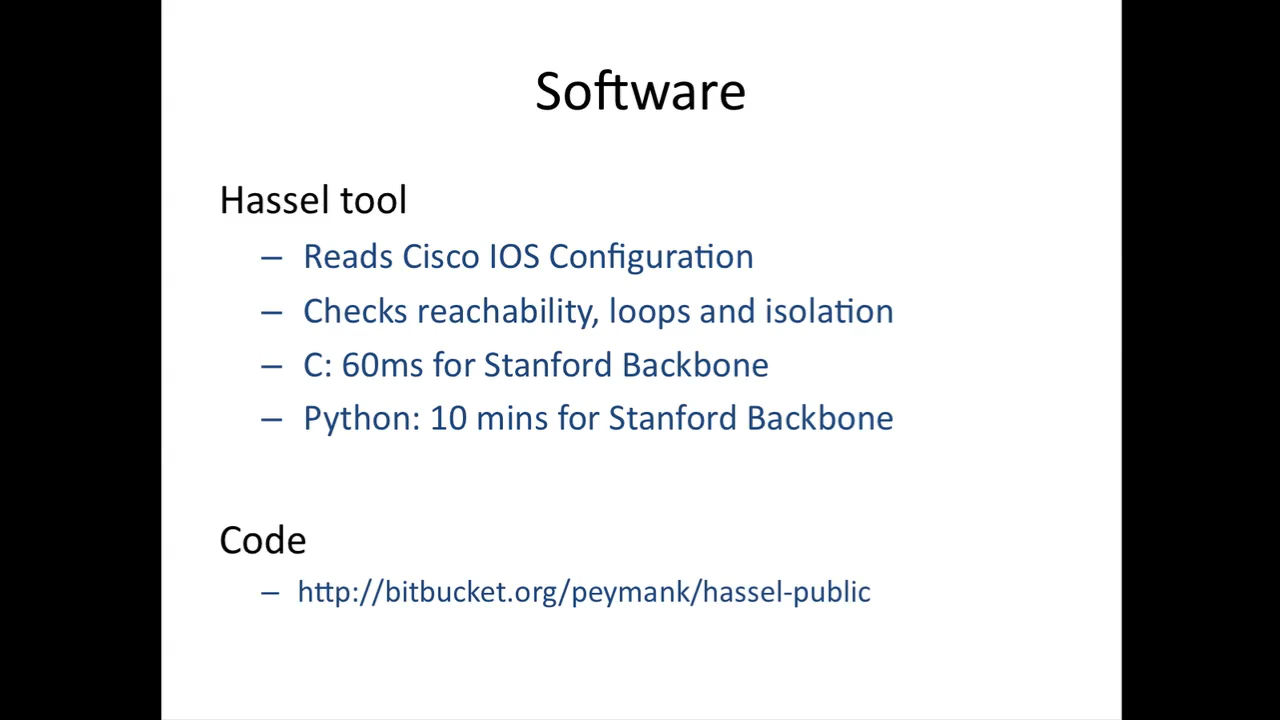 Software
Hassel tool
– Reads Cisco IOS Configuration
– Checks reachability, loops and isolation
– C: 60ms for Stanford Backbone
– Python: 10 mins for Stanford Backbone
Code
– http://bitbucket.org/peymank/hassel-public